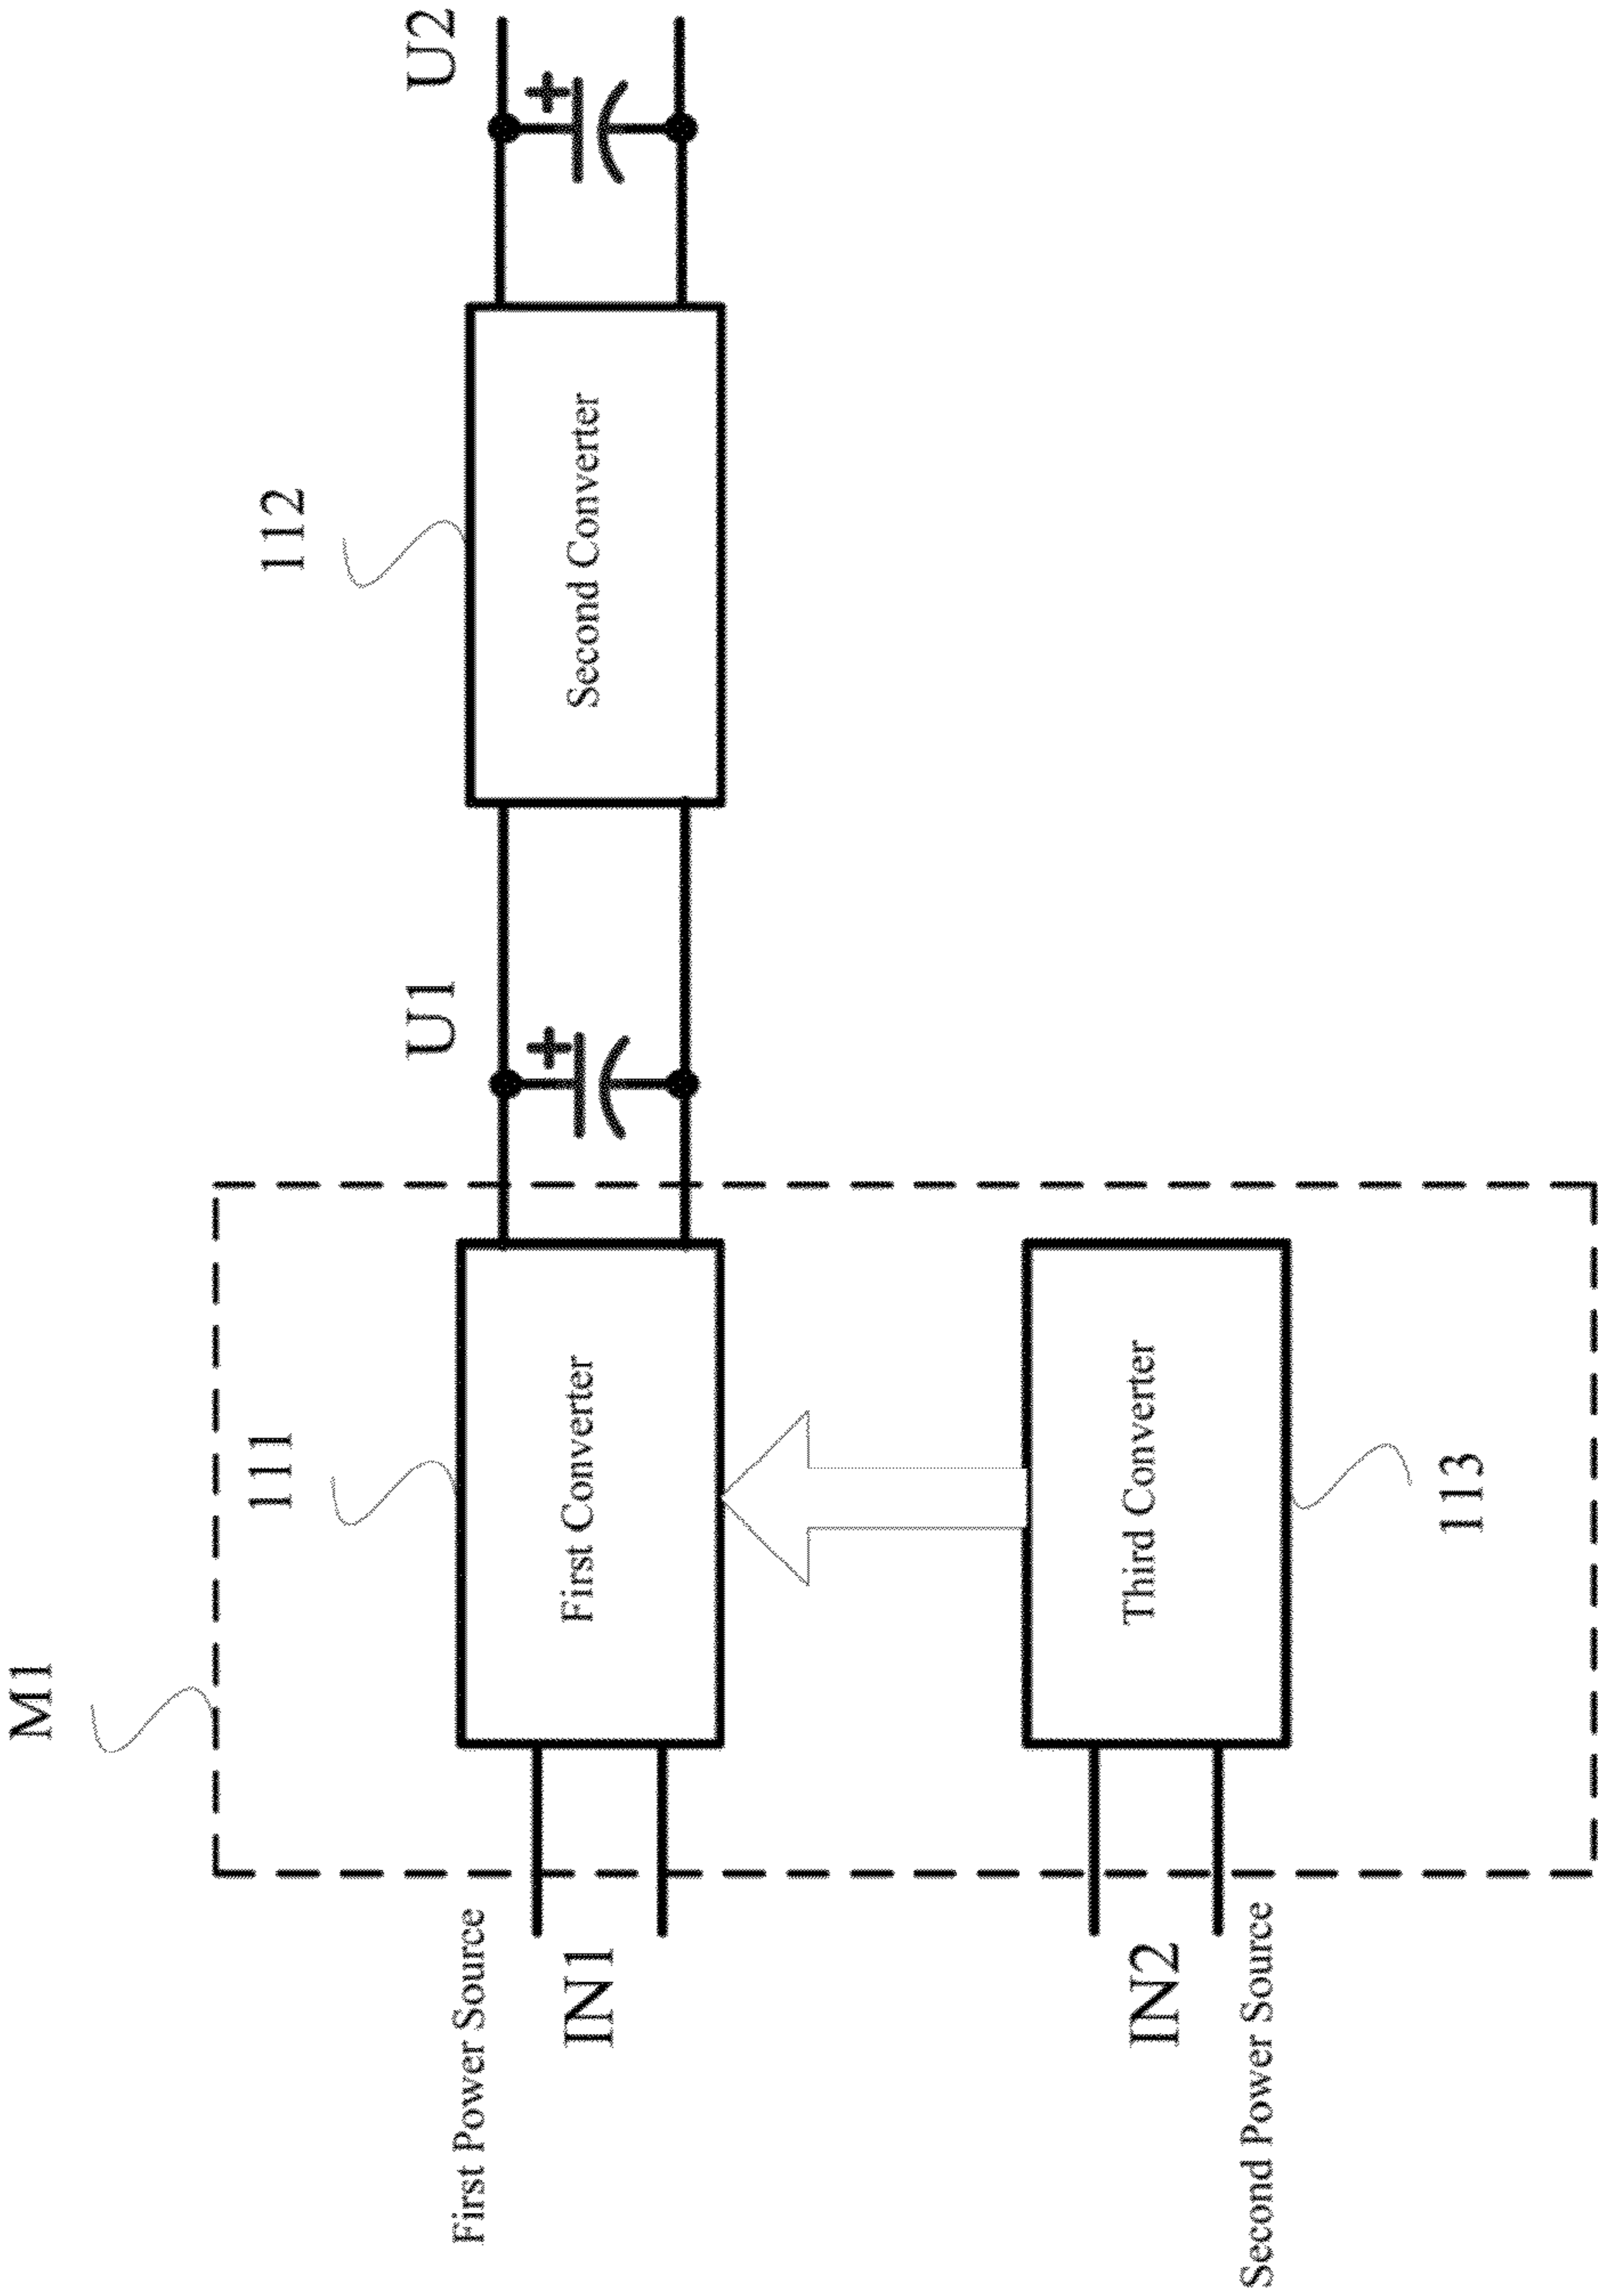 M1
111
U1
112
U2
First Power Source
IN1
First Converter
Second Converter
IN2
Third Converter
Second Power Source
113